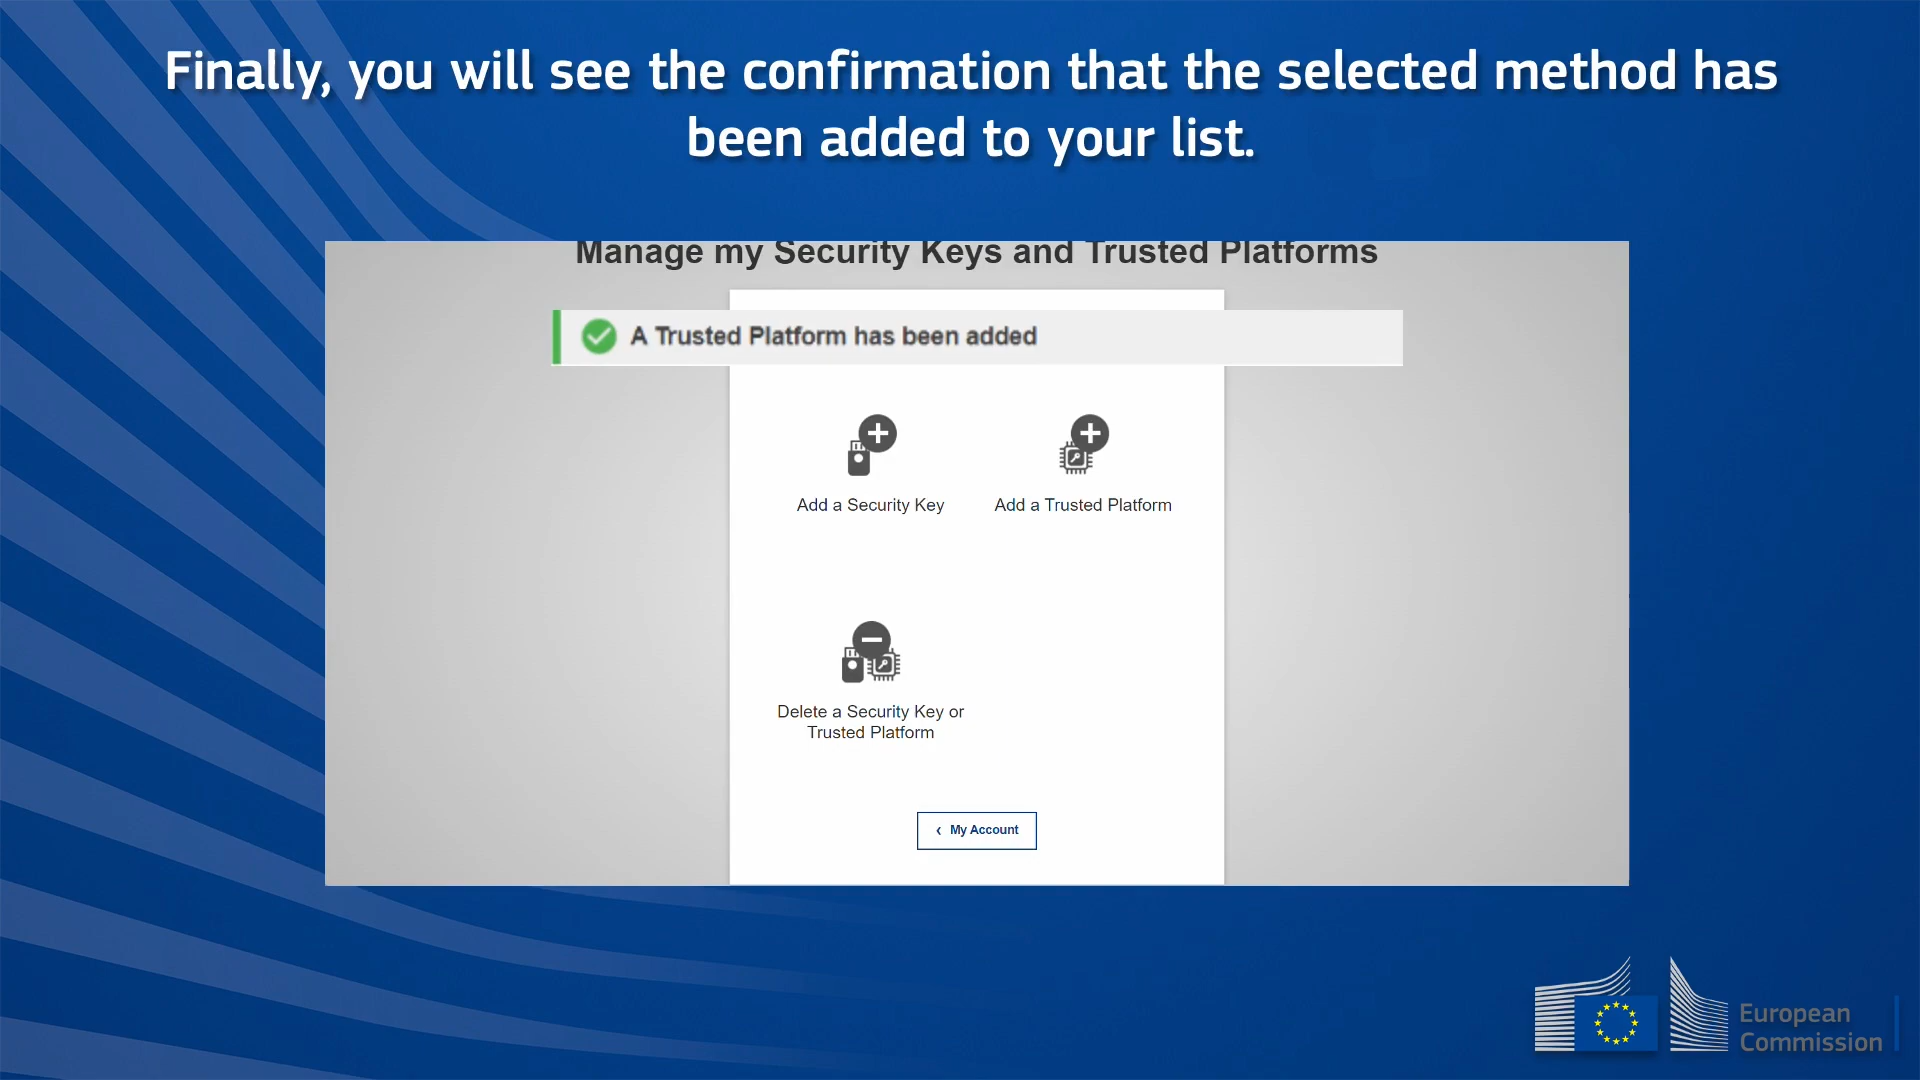 Finally, you will see the confirmation that the selected method has
been added to your list.
Manage my Security Keys and Trusted Platforms
A Trusted Platform has been added
Add a Security Key
Add a Trusted Platform
Delete a Security Key or
Trusted Platform
‹ My Account
European
Commission